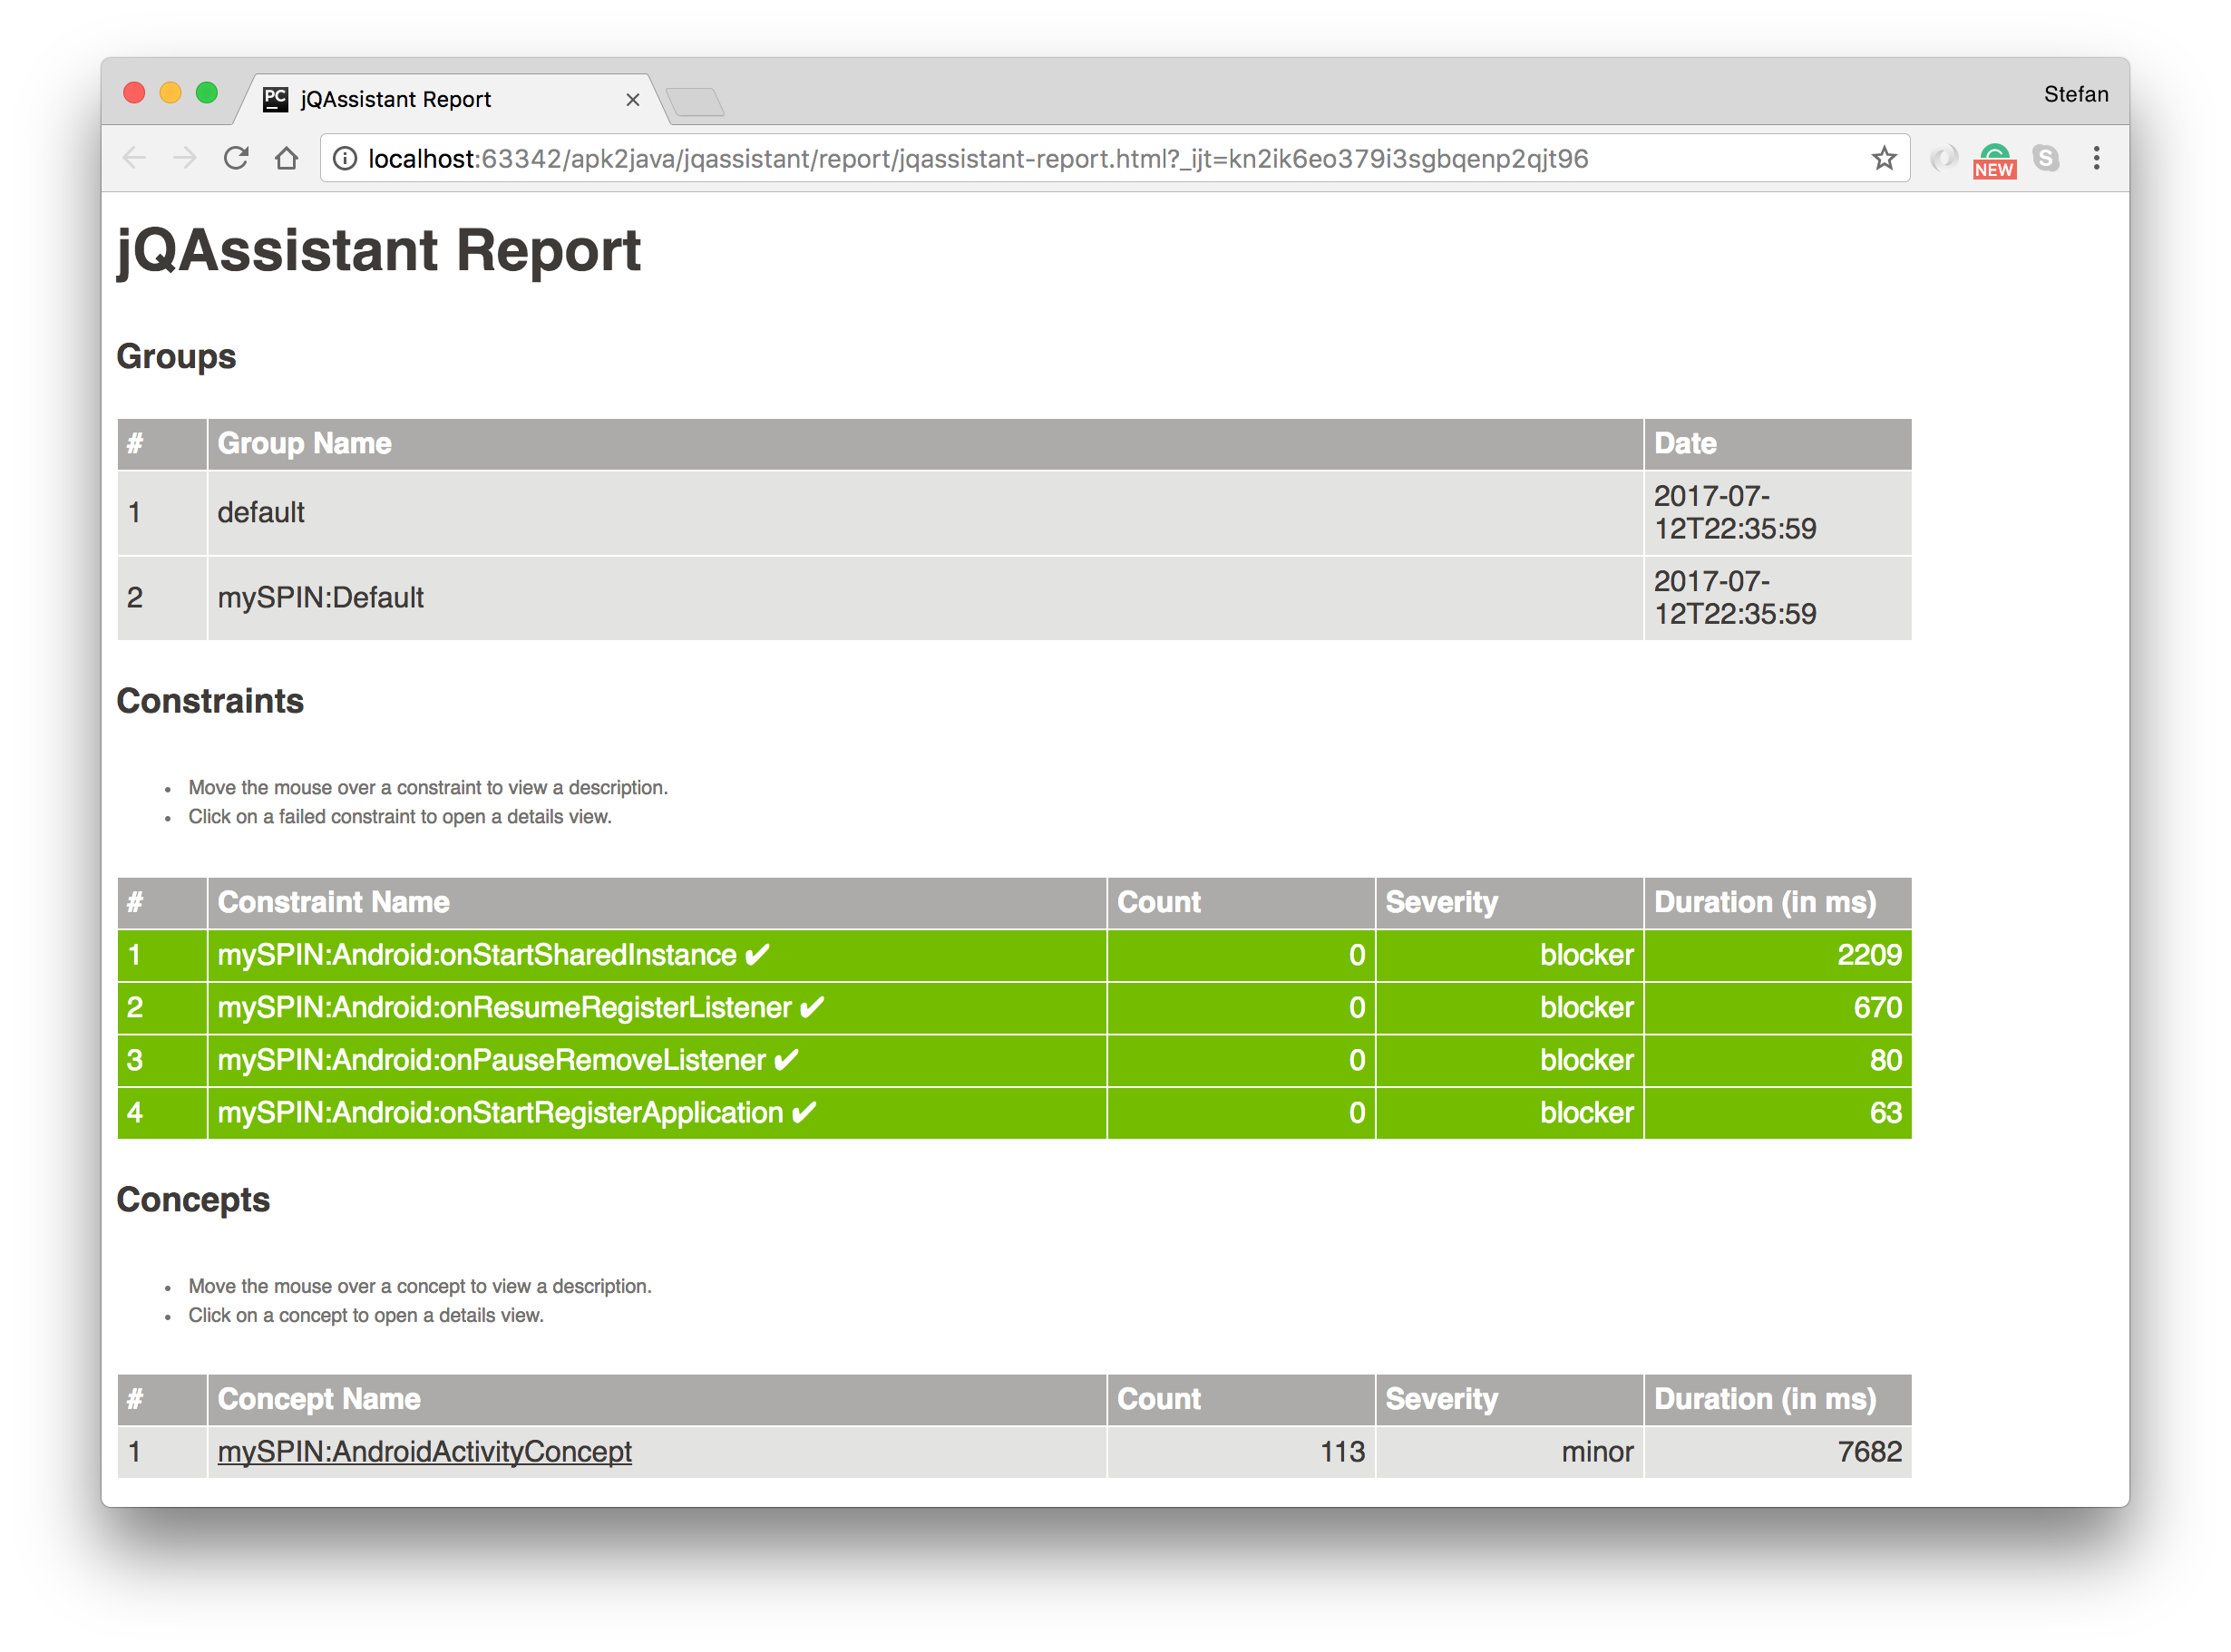 PC jQAssistant Report
Stefan
localhost:63342/apk2java/jqassistant/report/jqassistant-report.html?_ijt=kn2ik6eo379i3sgbqenp2qjt96
NEW
S
jQAssistant Report
Groups
# Group Name Date
1 default 2017-07-
12T22:35:59
2 mySPIN:Default 2017-07-
12T22:35:59
Constraints
• Move the mouse over a constraint to view a description.
• Click on a failed constraint to open a details view.
# Constraint Name Count Severity Duration (in ms)
1 mySPIN:Android:onStartSharedInstance ✔ 0 blocker 2209
2 mySPIN:Android:onResumeRegisterListener ✔ 0 blocker 670
3 mySPIN:Android:onPauseRemoveListener ✔ 0 blocker 80
4 mySPIN:Android:onStartRegisterApplication ✔ 0 blocker 63
Concepts
• Move the mouse over a concept to view a description.
• Click on a concept to open a details view.
# Concept Name Count Severity Duration (in ms)
1 mySPIN:AndroidActivityConcept 113 minor 7682